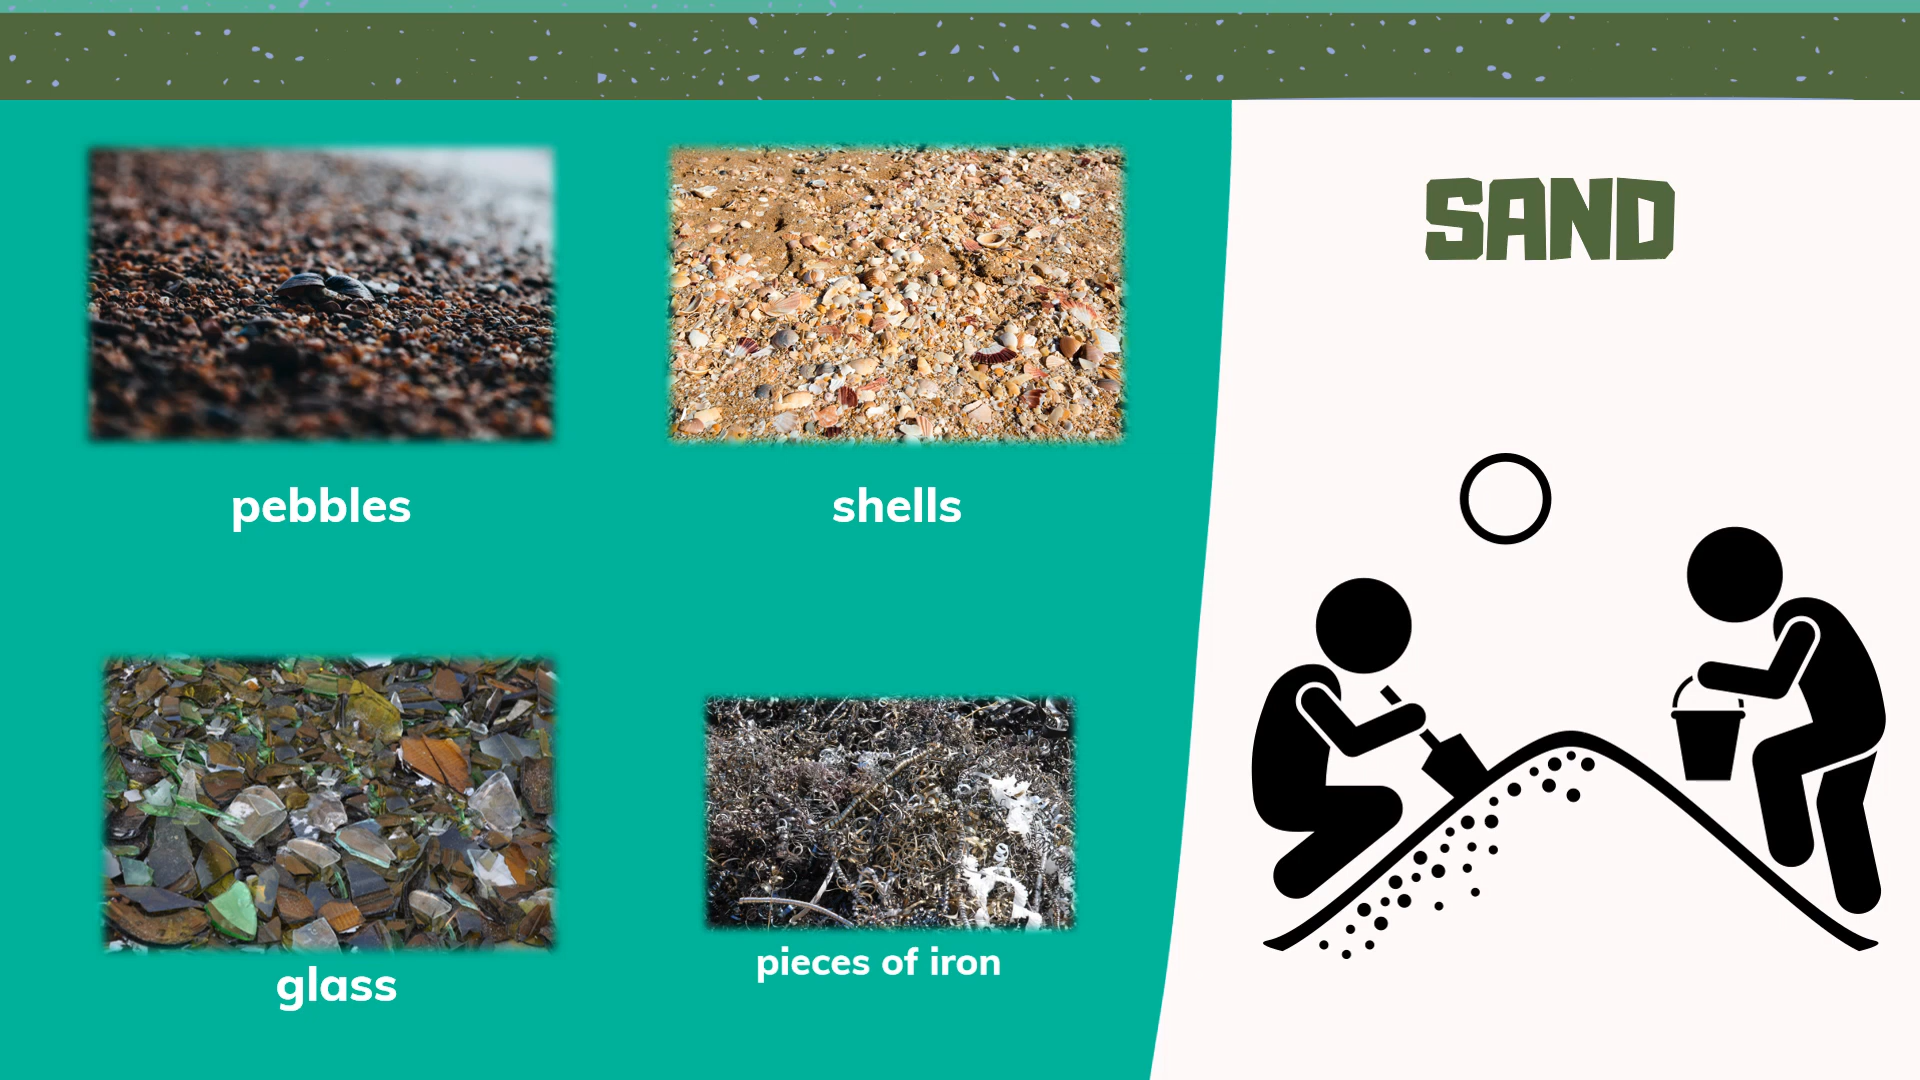 SAND
pebbles
shells
glass
pieces of iron